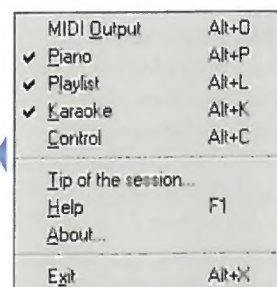 MIDI Output Alt+O
Piano Alt+P
Playlist Alt+L
Karaoke Alt+K
Control Alt+C
Tip of the session...
Help F1
About...
Exit Alt+X